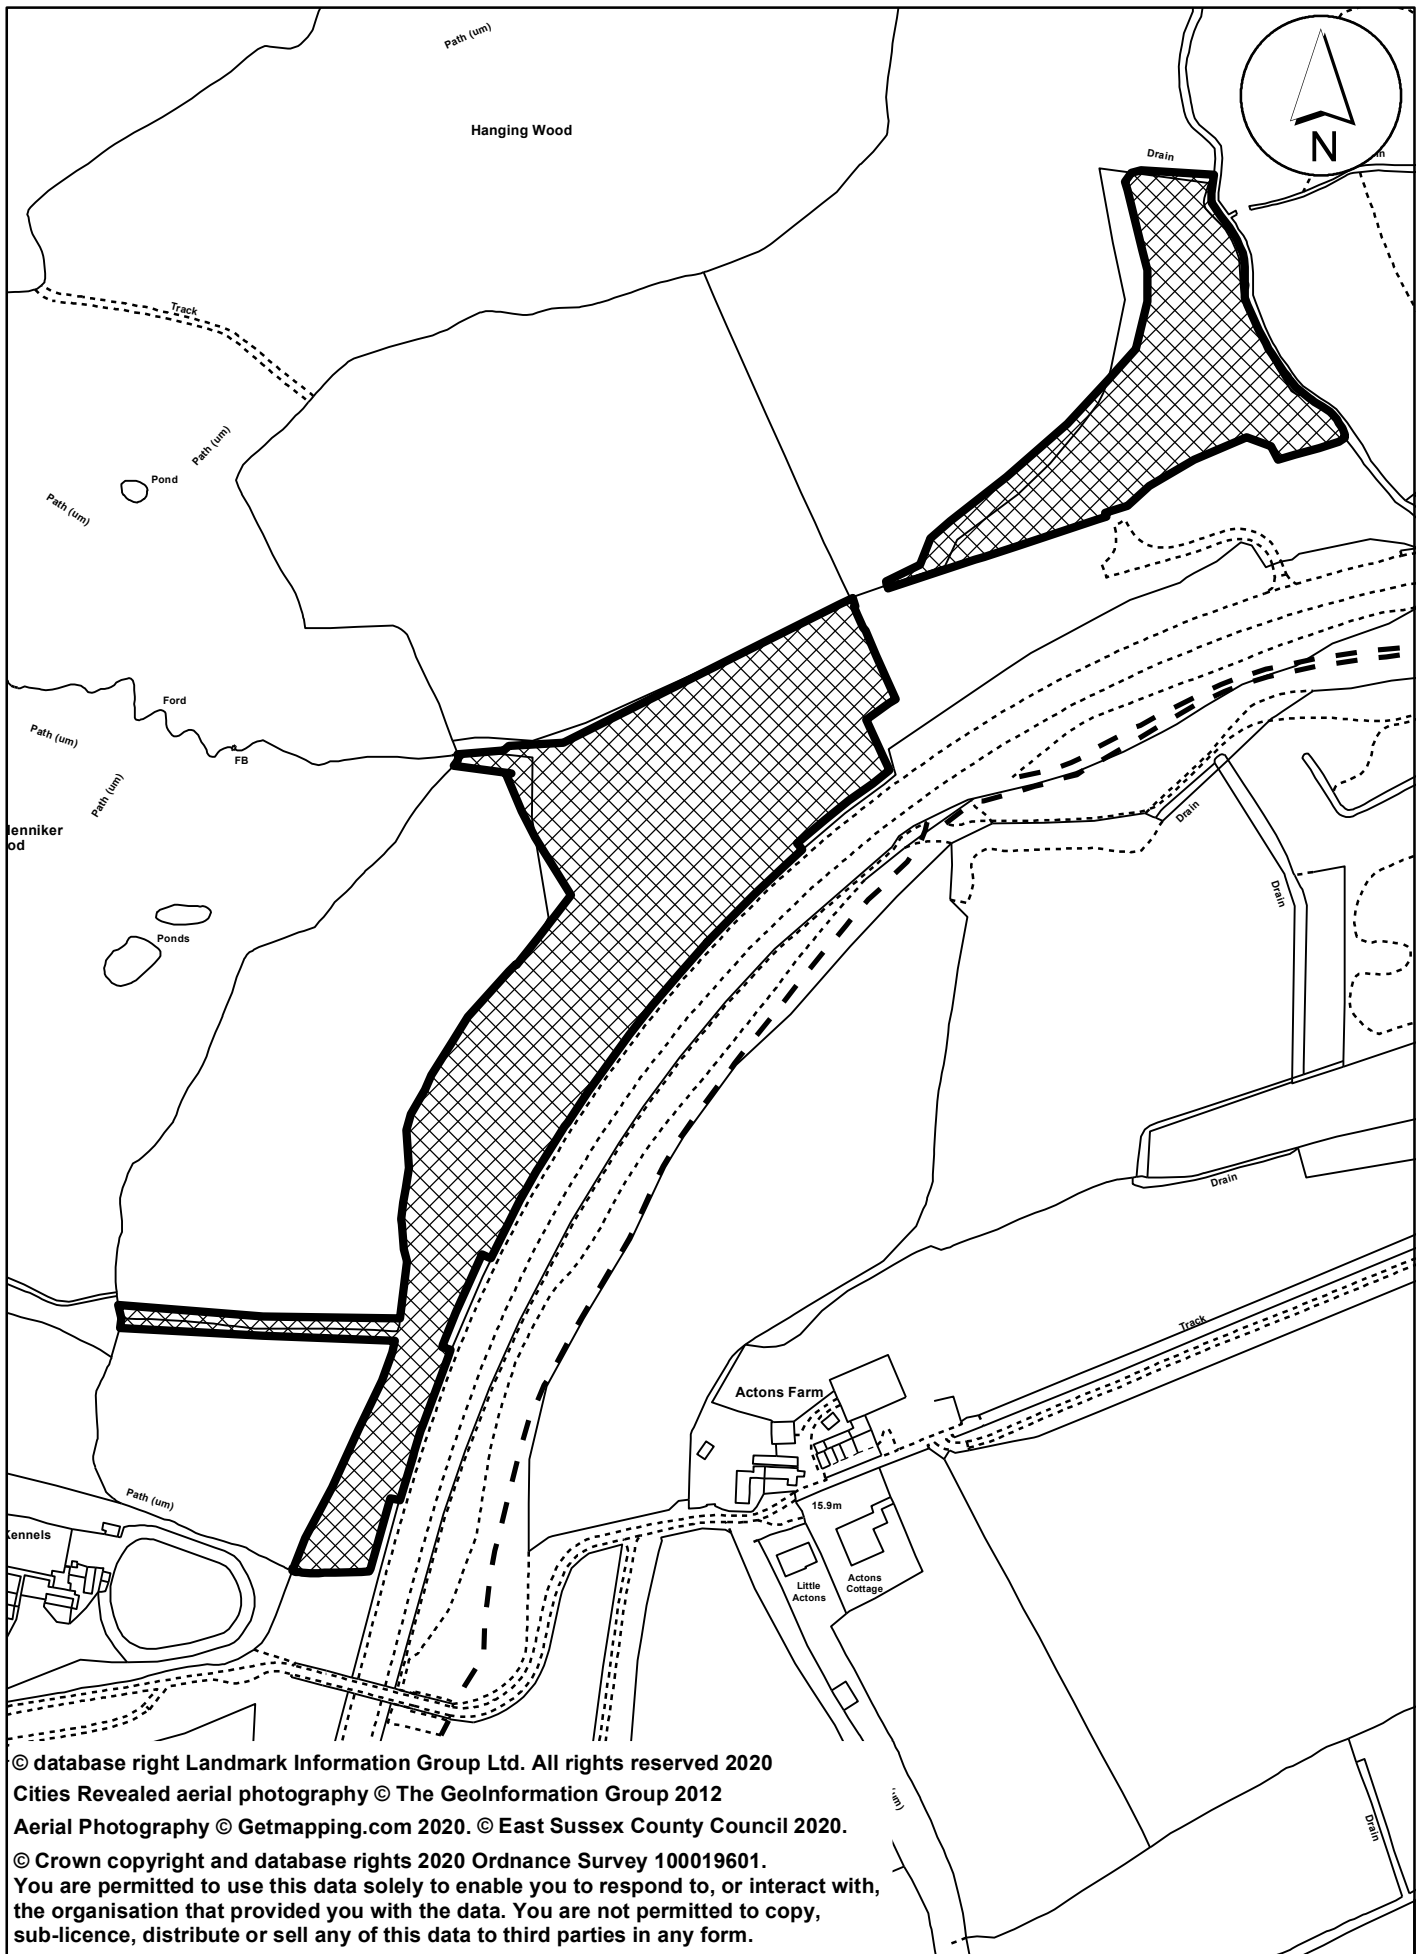 Path (um)
Hanging Wood
Drain
N
m
Track
Path (um)
Pond
Path (um)
Ford
Path (um)
FB
Path (um)
lenniker
od
Drain
Drain
Ponds
Drain
Track
Actons Farm
Path (um)
15.9m
Kennels
Little
Actons
Actons
Cottage
um)
Drain
© database right Landmark Information Group Ltd. All rights reserved 2020
Cities Revealed aerial photography © The GeoInformation Group 2012
Aerial Photography © Getmapping.com 2020. © East Sussex County Council 2020.
© Crown copyright and database rights 2020 Ordnance Survey 100019601.
You are permitted to use this data solely to enable you to respond to, or interact with,
the organisation that provided you with the data. You are not permitted to copy,
sub-licence, distribute or sell any of this data to third parties in any form.